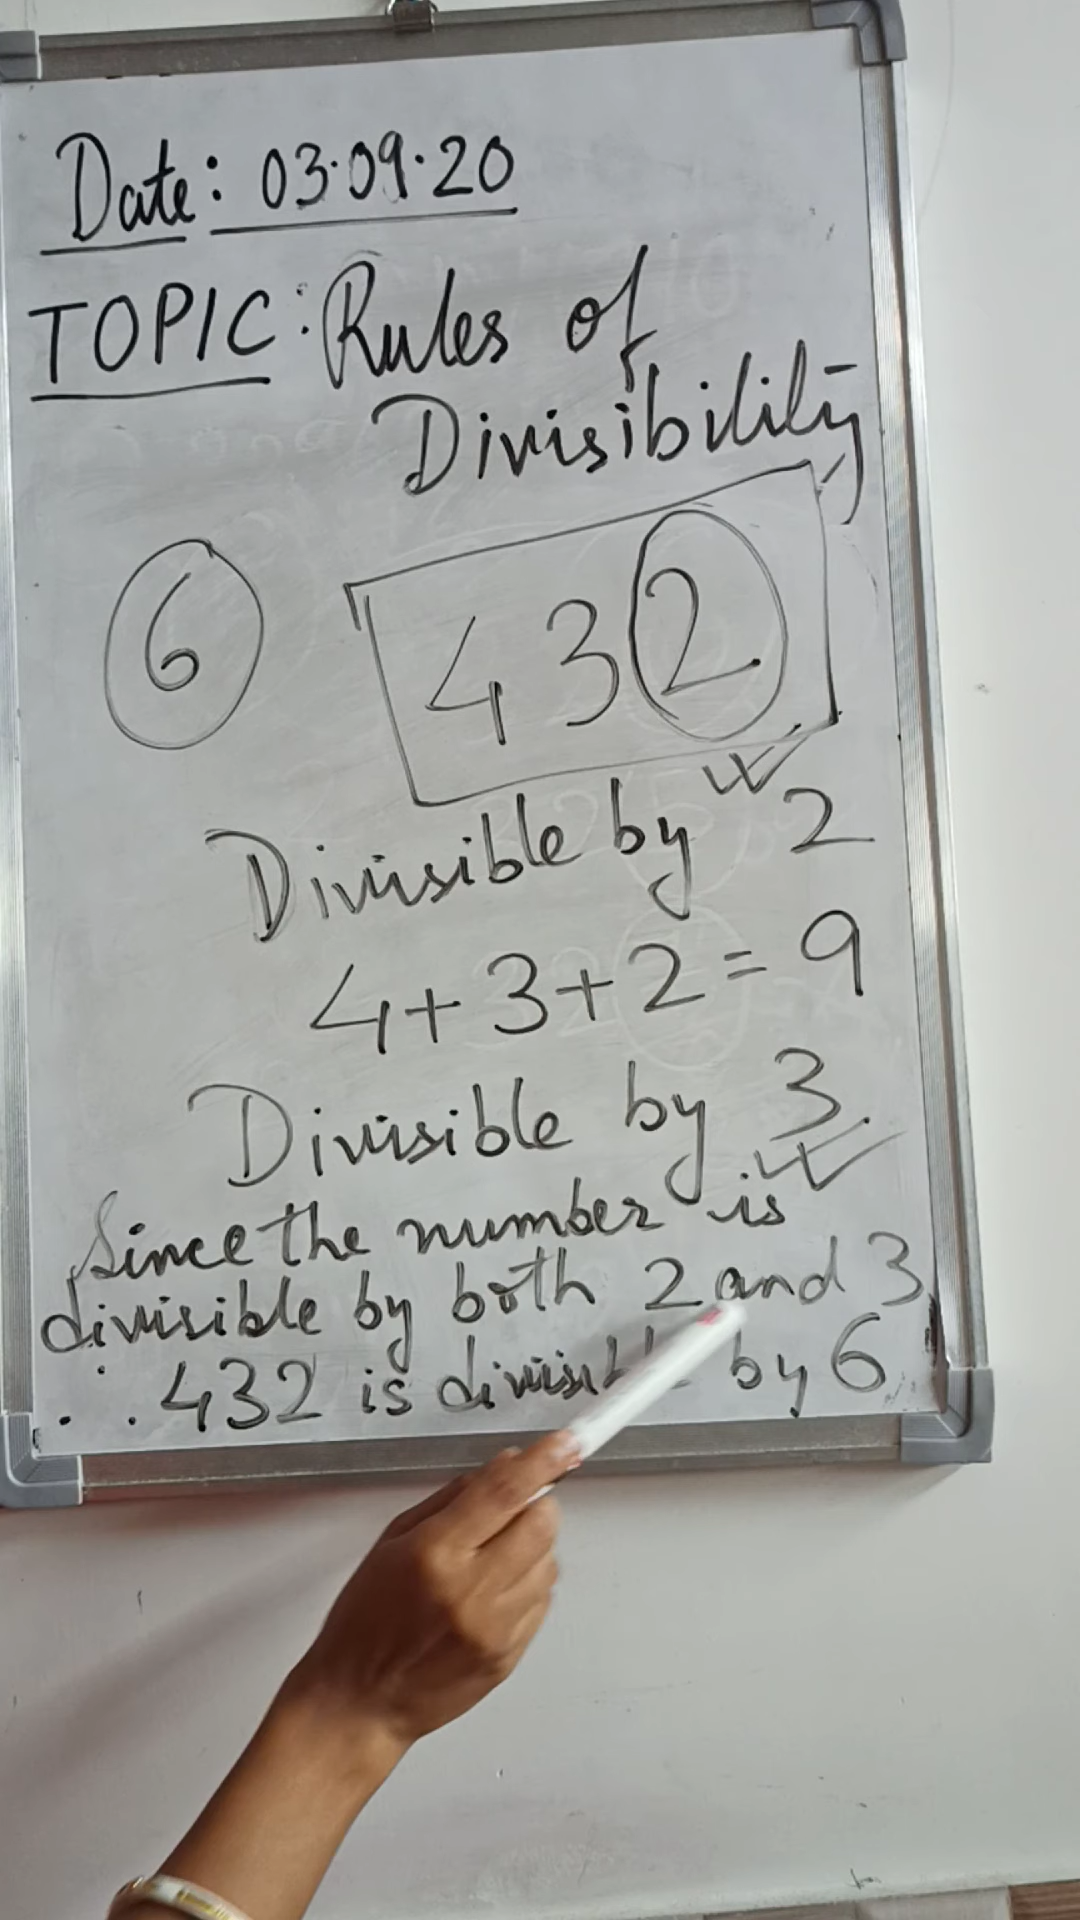 Date: 03.09.20
TOPIC: Rules of
Divisibility
6
432
Divisible by 2
4+3+2=9
Divisible by 3.
Since the number is
divisible by both 2 and 3
∴ 432 is divisible by 6.